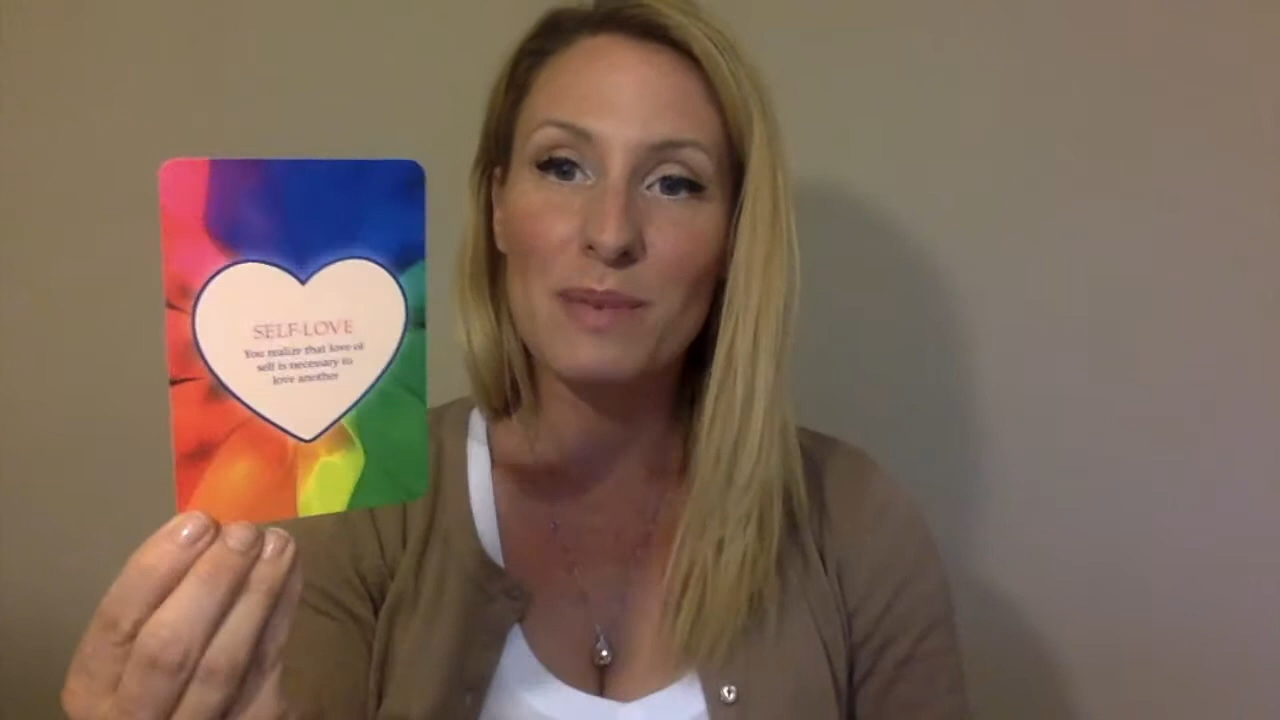 SELF-LOVE
You realize that love of
self is necessary to
love another